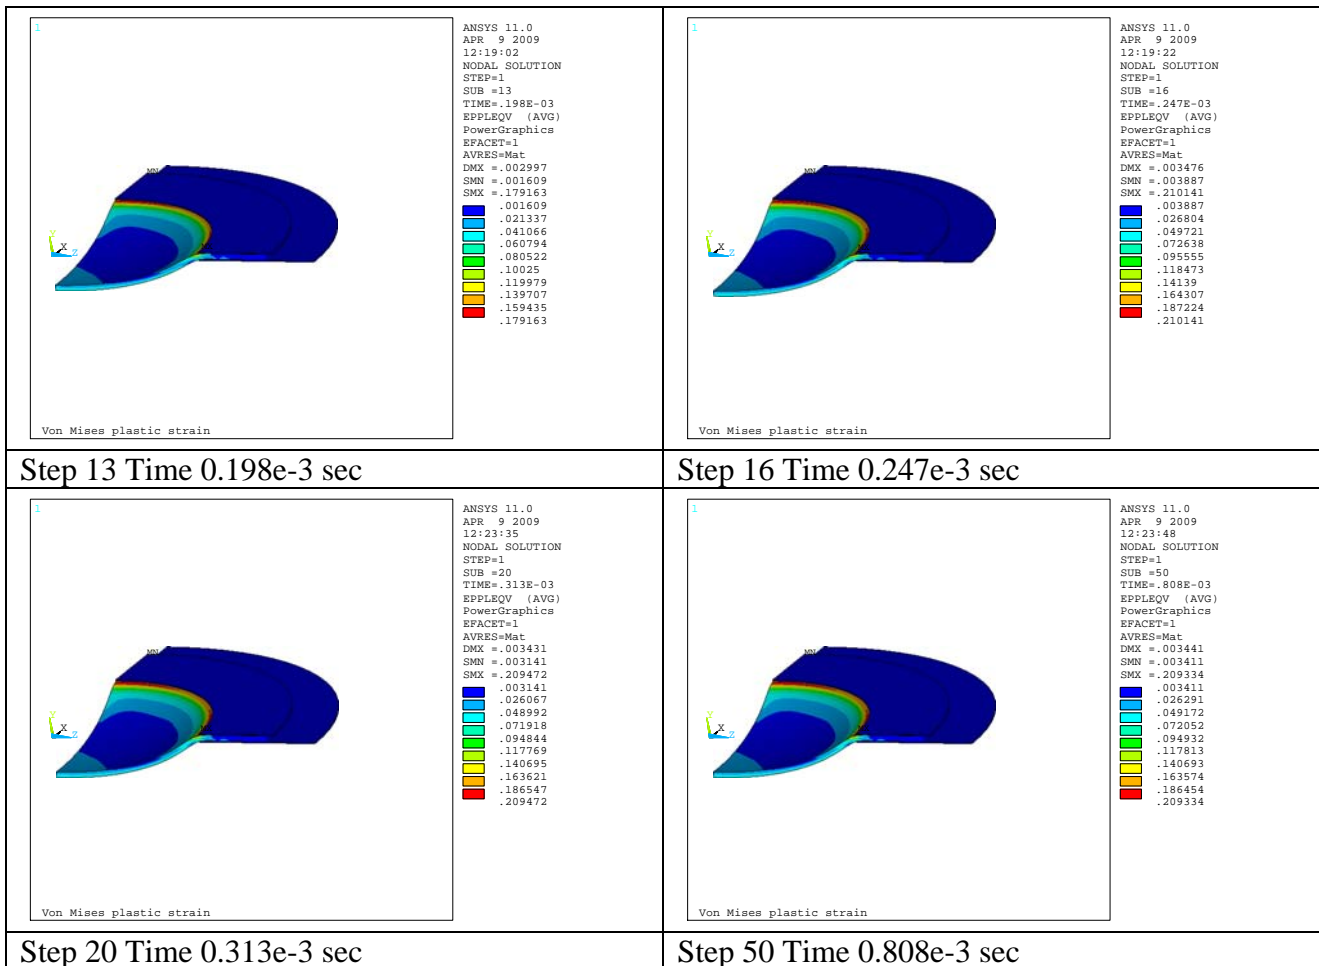 1
ANSYS 11.0
APR 9 2009
12:19:02
NODAL SOLUTION
STEP=1
SUB =13
TIME=.198E-03
EPPLEQV (AVG)
PowerGraphics
EFACET=1
AVRES=Mat
DMX =.002997
SMN =.001609
SMX =.179163
.001609
.021337
.041066
.060794
.080522
.10025
.119979
.139707
.159435
.179163
MN
Y
X
Z
Von Mises plastic strain
Step 13 Time 0.198e-3 sec
1
ANSYS 11.0
APR 9 2009
12:19:22
NODAL SOLUTION
STEP=1
SUB =16
TIME=.247E-03
EPPLEQV (AVG)
PowerGraphics
EFACET=1
AVRES=Mat
DMX =.003476
SMN =.003887
SMX =.210141
.003887
.026804
.049721
.072638
.095555
.118473
.14139
.164307
.187224
.210141
MN
Y
X
Z
Von Mises plastic strain
Step 16 Time 0.247e-3 sec
1
ANSYS 11.0
APR 9 2009
12:23:35
NODAL SOLUTION
STEP=1
SUB =20
TIME=.313E-03
EPPLEQV (AVG)
PowerGraphics
EFACET=1
AVRES=Mat
DMX =.003431
SMN =.003141
SMX =.209472
.003141
.026067
.048992
.071918
.094844
.117769
.140695
.163621
.186547
.209472
MN
Y
X
Z
Von Mises plastic strain
Step 20 Time 0.313e-3 sec
1
ANSYS 11.0
APR 9 2009
12:23:48
NODAL SOLUTION
STEP=1
SUB =50
TIME=.808E-03
EPPLEQV (AVG)
PowerGraphics
EFACET=1
AVRES=Mat
DMX =.003441
SMN =.003411
SMX =.209334
.003411
.026291
.049172
.072052
.094932
.117813
.140693
.163574
.186454
.209334
MN
Y
X
Z
Von Mises plastic strain
Step 50 Time 0.808e-3 sec